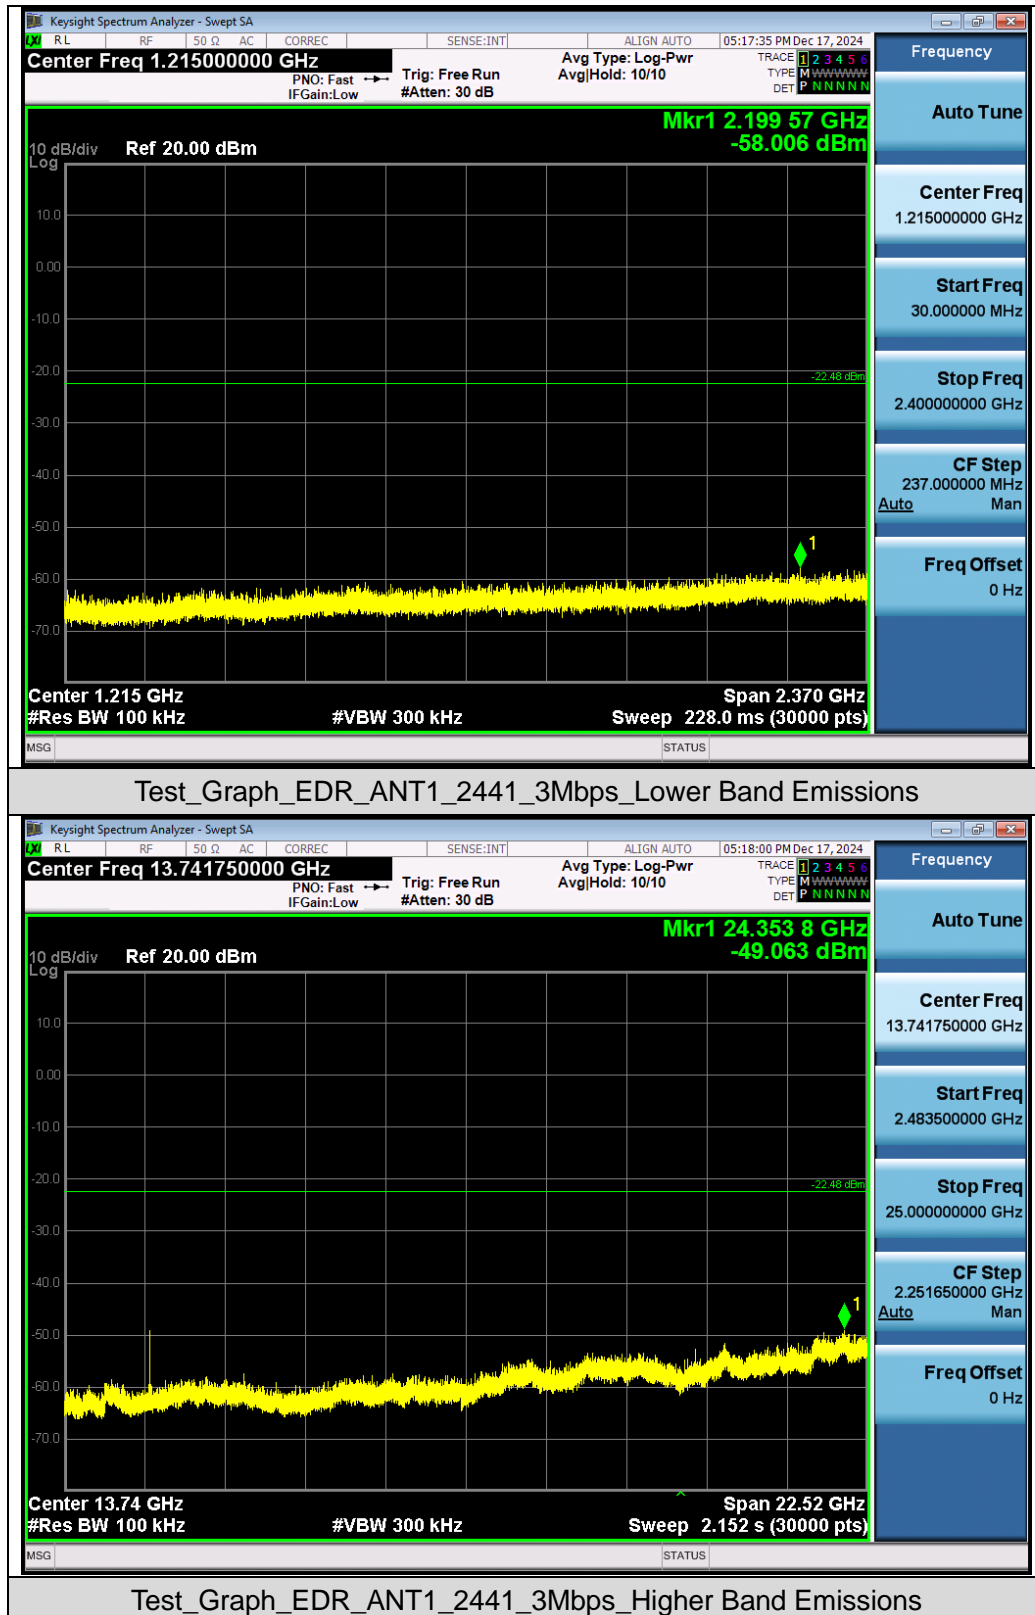 Keysight Spectrum Analyzer - Swept SA
LXI RL RF 50 Ω AC CORREC SENSE:INT ALIGN AUTO 05:17:35 PM Dec 17, 2024
Center Freq 1.215000000 GHz
PNO: Fast
IFGain:Low
Trig: Free Run
#Atten: 30 dB
Avg Type: Log-Pwr
Avg|Hold: 10/10
TRACE 1 2 3 4 5 6
TYPE M WWWWW
DET P N N N N N
Frequency
Auto Tune
Center Freq
1.215000000 GHz
Start Freq
30.000000 MHz
Stop Freq
2.400000000 GHz
CF Step
237.000000 MHz
Auto Man
Freq Offset
0 Hz
Mkr1 2.199 57 GHz
-58.006 dBm
10 dB/div Ref 20.00 dBm
Log
10.0
0.00
-10.0
-20.0
-22.48 dBm
-30.0
-40.0
-50.0
1
-60.0
-70.0
Center 1.215 GHz Span 2.370 GHz
#Res BW 100 kHz #VBW 300 kHz Sweep 228.0 ms (30000 pts)
MSG STATUS
Test_Graph_EDR_ANT1_2441_3Mbps_Lower Band Emissions
Keysight Spectrum Analyzer - Swept SA
LXI RL RF 50 Ω AC CORREC SENSE:INT ALIGN AUTO 05:18:00 PM Dec 17, 2024
Center Freq 13.741750000 GHz
PNO: Fast
IFGain:Low
Trig: Free Run
#Atten: 30 dB
Avg Type: Log-Pwr
Avg|Hold: 10/10
TRACE 1 2 3 4 5 6
TYPE M WWWWW
DET P N N N N N
Frequency
Auto Tune
Center Freq
13.741750000 GHz
Start Freq
2.483500000 GHz
Stop Freq
25.000000000 GHz
CF Step
2.251650000 GHz
Auto Man
Freq Offset
0 Hz
Mkr1 24.353 8 GHz
-49.063 dBm
10 dB/div Ref 20.00 dBm
Log
10.0
0.00
-10.0
-20.0
-22.48 dBm
-30.0
-40.0
1
-50.0
-60.0
-70.0
Center 13.74 GHz Span 22.52 GHz
#Res BW 100 kHz #VBW 300 kHz Sweep 2.152 s (30000 pts)
MSG STATUS
Test_Graph_EDR_ANT1_2441_3Mbps_Higher Band Emissions